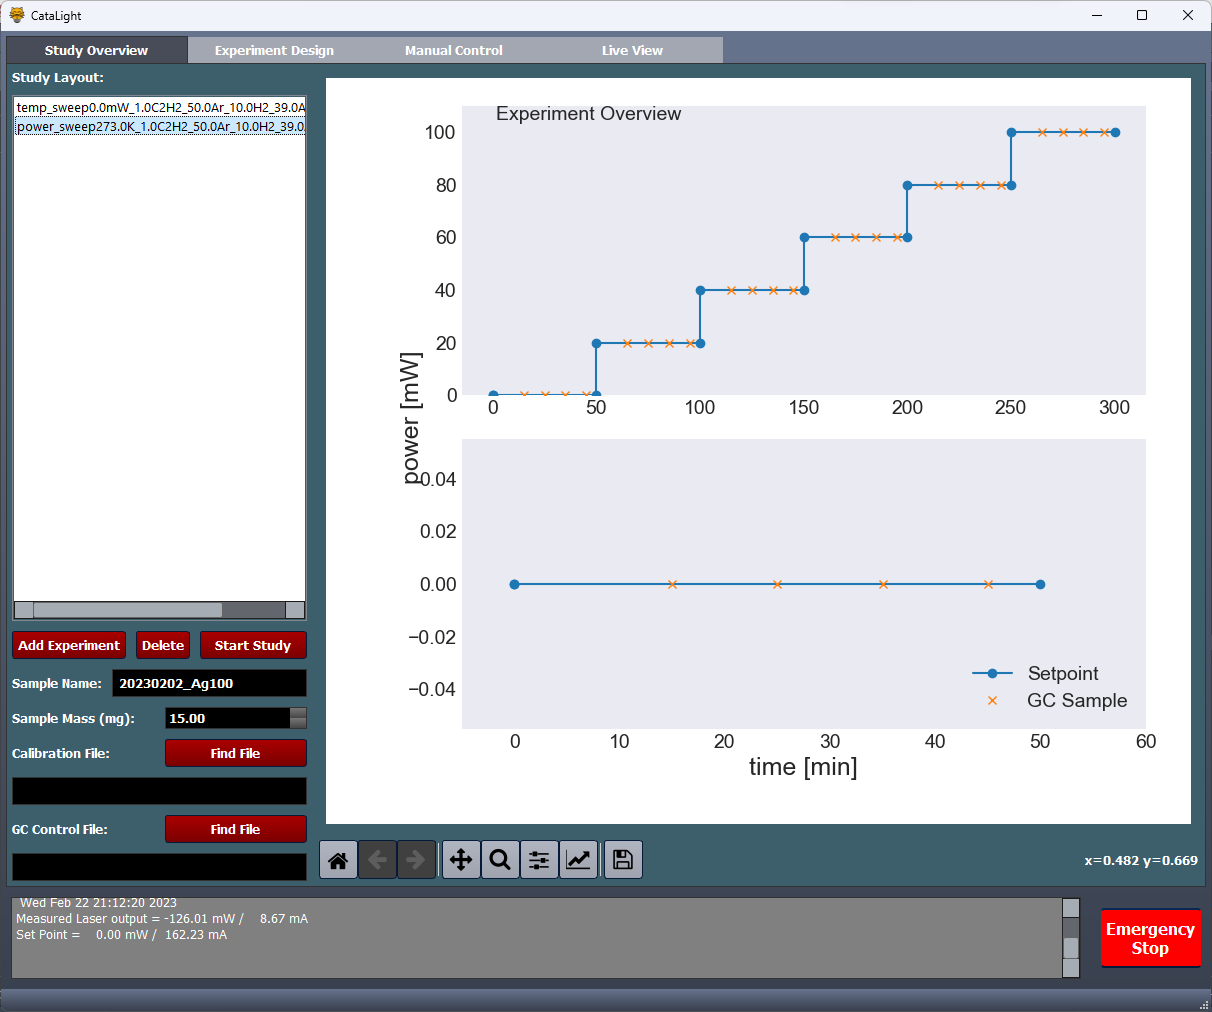 CataLight
Study Overview
Experiment Design
Manual Control
Live View
Study Layout:
temp_sweep0.0mW_1.0C2H2_50.0Ar_10.0H2_39.0A
power_sweep273.0K_1.0C2H2_50.0Ar_10.0H2_39.0
Add Experiment
Delete
Start Study
Sample Name:
20230202_Ag100
Sample Mass (mg):
15.00
Calibration File:
Find File
GC Control File:
Find File
Experiment Overview
100
80
60
40
20
0
0 50 100 150 200 250 300
power [mW]
0.04
0.02
0.00
−0.02
−0.04
Setpoint
GC Sample
0 10 20 30 40 50 60
time [min]
x=0.482 y=0.669
Wed Feb 22 21:12:20 2023
Measured Laser output = -126.01 mW / 8.67 mA
Set Point = 0.00 mW / 162.23 mA
Emergency
Stop